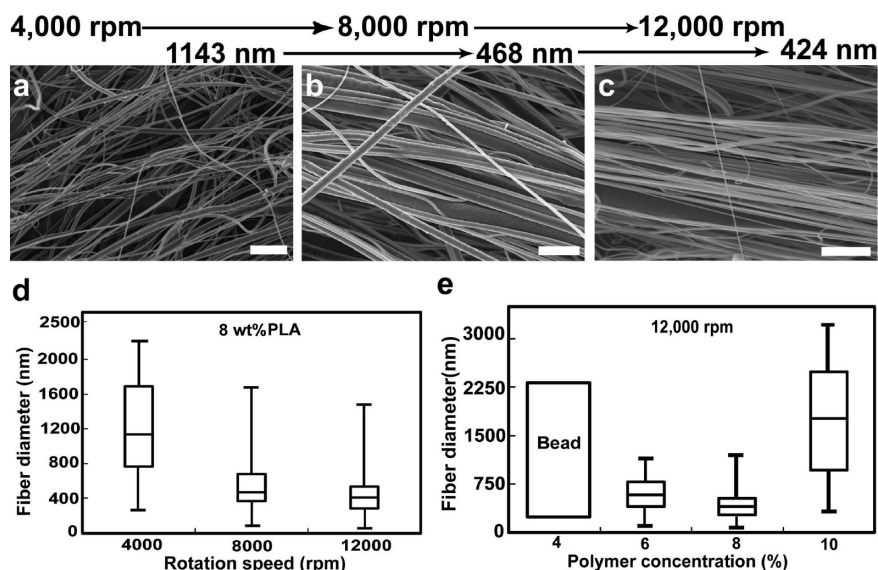 4,000 rpm 8,000 rpm 12,000 rpm
1143 nm 468 nm 424 nm
a b c
d
8 wt%PLA
Fiber diameter (nm)
2500
2000
1600
1200
800
400
0
4000 8000 12000
Rotation speed (rpm)
e
12,000 rpm
Fiber diameter(nm)
3000
2250
1500
750
0
Bead
4 6 8 10
Polymer concentration (%)